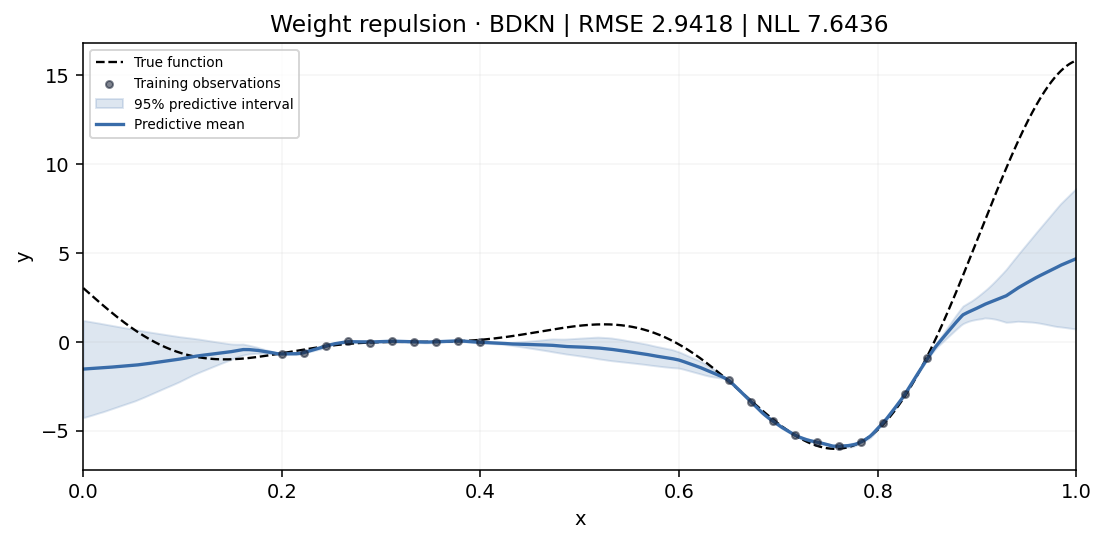 Weight repulsion · BDKN | RMSE 2.9418 | NLL 7.6436
True function
Training observations
95% predictive interval
Predictive mean
15
10
5
0
−5
y
0.0 0.2 0.4 0.6 0.8 1.0
x